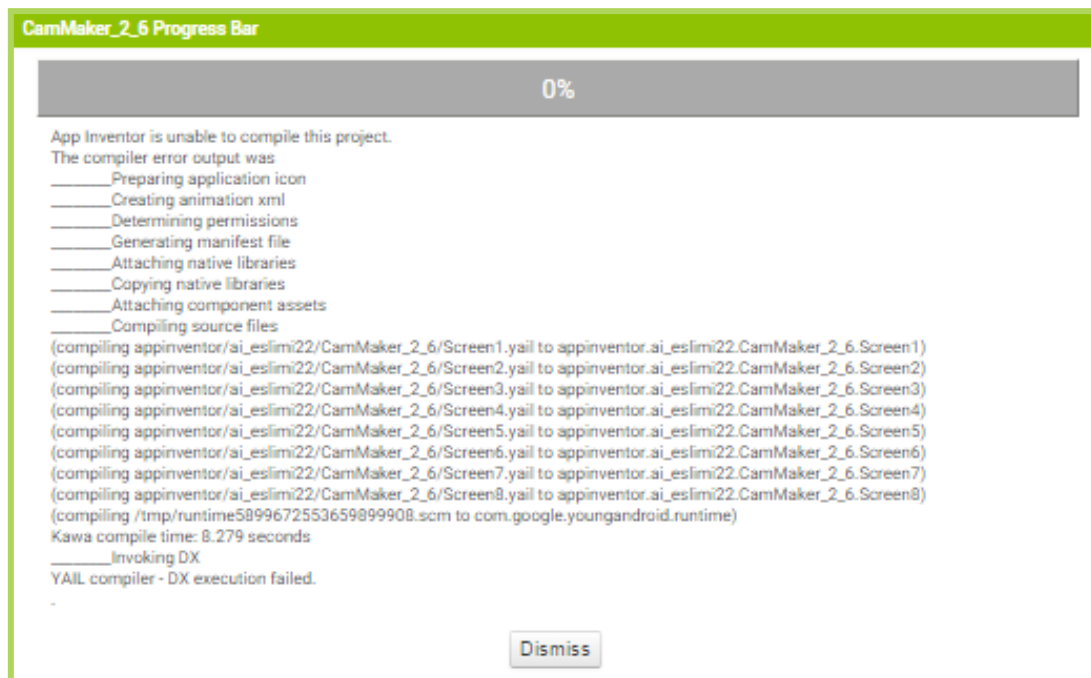 CamMaker_2_6 Progress Bar
0%
App Inventor is unable to compile this project.
The compiler error output was
________Preparing application icon
________Creating animation xml
________Determining permissions
________Generating manifest file
________Attaching native libraries
________Copying native libraries
________Attaching component assets
________Compiling source files
(compiling appinventor/ai_eslimi22/CamMaker_2_6/Screen1.yail to appinventor.ai_eslimi22.CamMaker_2_6.Screen1)
(compiling appinventor/ai_eslimi22/CamMaker_2_6/Screen2.yail to appinventor.ai_eslimi22.CamMaker_2_6.Screen2)
(compiling appinventor/ai_eslimi22/CamMaker_2_6/Screen3.yail to appinventor.ai_eslimi22.CamMaker_2_6.Screen3)
(compiling appinventor/ai_eslimi22/CamMaker_2_6/Screen4.yail to appinventor.ai_eslimi22.CamMaker_2_6.Screen4)
(compiling appinventor/ai_eslimi22/CamMaker_2_6/Screen5.yail to appinventor.ai_eslimi22.CamMaker_2_6.Screen5)
(compiling appinventor/ai_eslimi22/CamMaker_2_6/Screen6.yail to appinventor.ai_eslimi22.CamMaker_2_6.Screen6)
(compiling appinventor/ai_eslimi22/CamMaker_2_6/Screen7.yail to appinventor.ai_eslimi22.CamMaker_2_6.Screen7)
(compiling appinventor/ai_eslimi22/CamMaker_2_6/Screen8.yail to appinventor.ai_eslimi22.CamMaker_2_6.Screen8)
(compiling /tmp/runtime5899672553659899908.scm to com.google.youngandroid.runtime)
Kawa compile time: 8.279 seconds
________Invoking DX
YAIL compiler - DX execution failed.
.
Dismiss